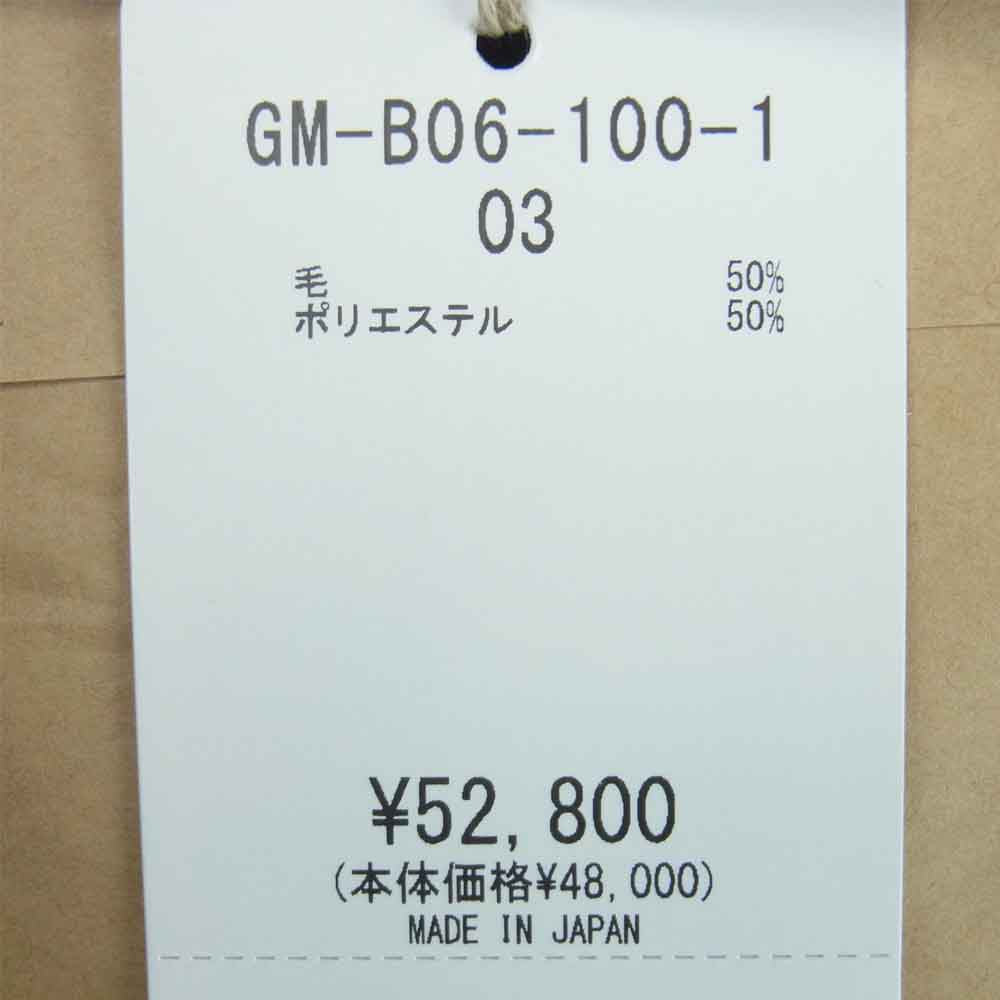 GM-B06-100-1
03
毛 50%
ポリエステル 50%
¥52,800
(本体価格¥48,000)
MADE IN JAPAN